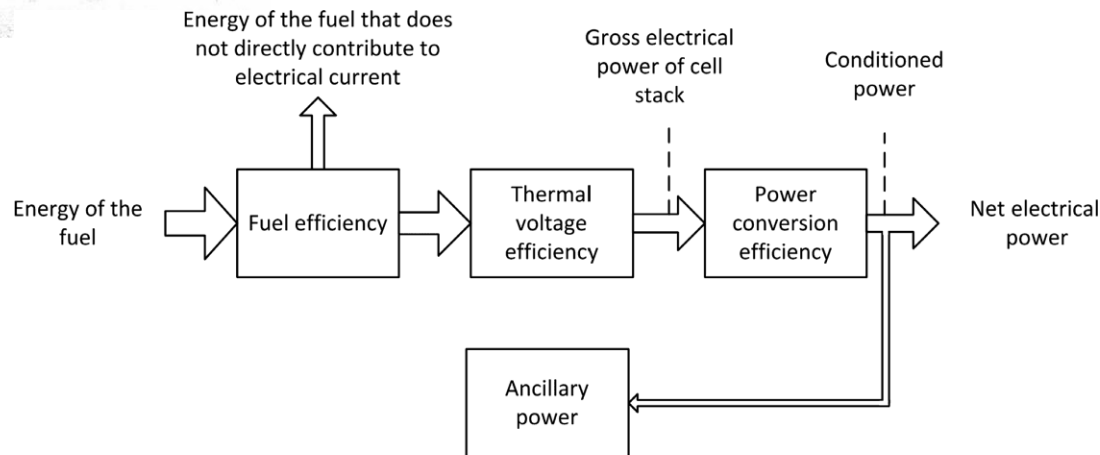 Energy of the fuel that does
not directly contribute to
electrical current
Gross electrical
power of cell
stack
Conditioned
power
Energy of the
fuel
Fuel efficiency
Thermal
voltage
efficiency
Power
conversion
efficiency
Net electrical
power
Ancillary
power